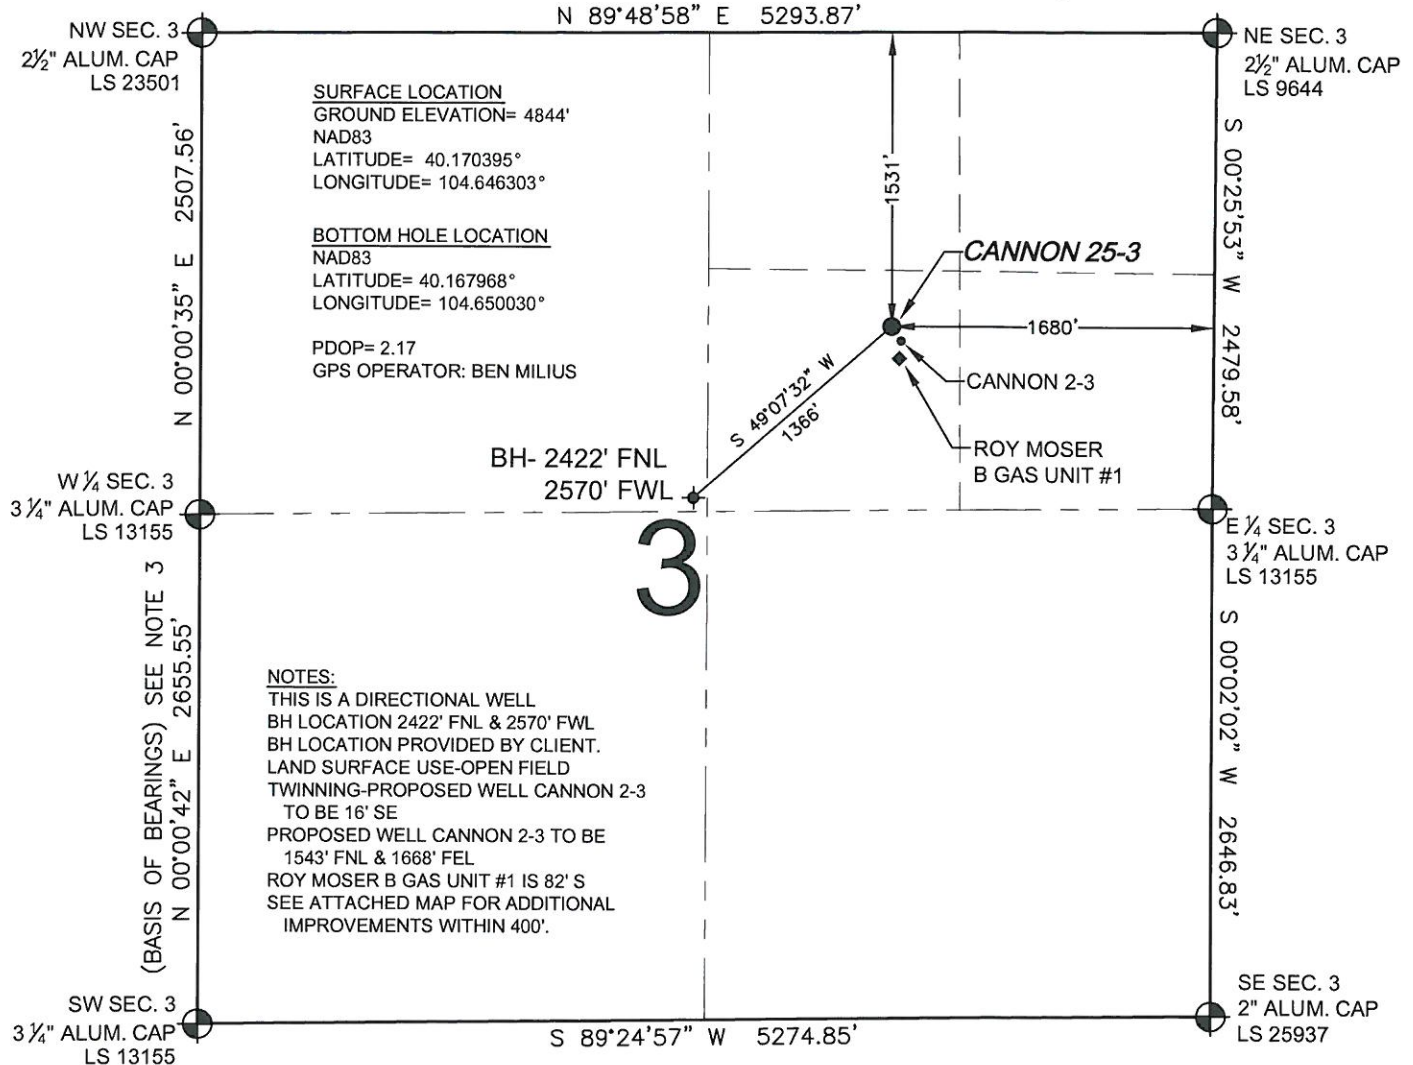 N 89°48'58" E 5293.87'
NW SEC. 3
2½" ALUM. CAP
LS 23501
NE SEC. 3
2½" ALUM. CAP
LS 9644
SURFACE LOCATION
GROUND ELEVATION= 4844'
NAD83
LATITUDE= 40.170395°
LONGITUDE= 104.646303°
BOTTOM HOLE LOCATION
NAD83
LATITUDE= 40.167968°
LONGITUDE= 104.650030°
PDOP= 2.17
GPS OPERATOR: BEN MILIUS
N 00°00'35" E 2507.56'
1531'
S 00°25'53" W 2479.58'
CANNON 25-3
1680'
CANNON 2-3
ROY MOSER
B GAS UNIT #1
S 49°07'32" W
1366'
BH- 2422' FNL
2570' FWL
W ¼ SEC. 3
3 ¼" ALUM. CAP
LS 13155
3
E ¼ SEC. 3
3 ¼" ALUM. CAP
LS 13155
(BASIS OF BEARINGS) SEE NOTE 3
N 00°00'42" E 2655.55'
S 00°02'02" W 2646.83'
NOTES:
THIS IS A DIRECTIONAL WELL
BH LOCATION 2422' FNL & 2570' FWL
BH LOCATION PROVIDED BY CLIENT.
LAND SURFACE USE-OPEN FIELD
TWINNING-PROPOSED WELL CANNON 2-3
TO BE 16' SE
PROPOSED WELL CANNON 2-3 TO BE
1543' FNL & 1668' FEL
ROY MOSER B GAS UNIT #1 IS 82' S
SEE ATTACHED MAP FOR ADDITIONAL
IMPROVEMENTS WITHIN 400'.
SW SEC. 3
3 ¼" ALUM. CAP
LS 13155
S 89°24'57" W 5274.85'
SE SEC. 3
2" ALUM. CAP
LS 25937